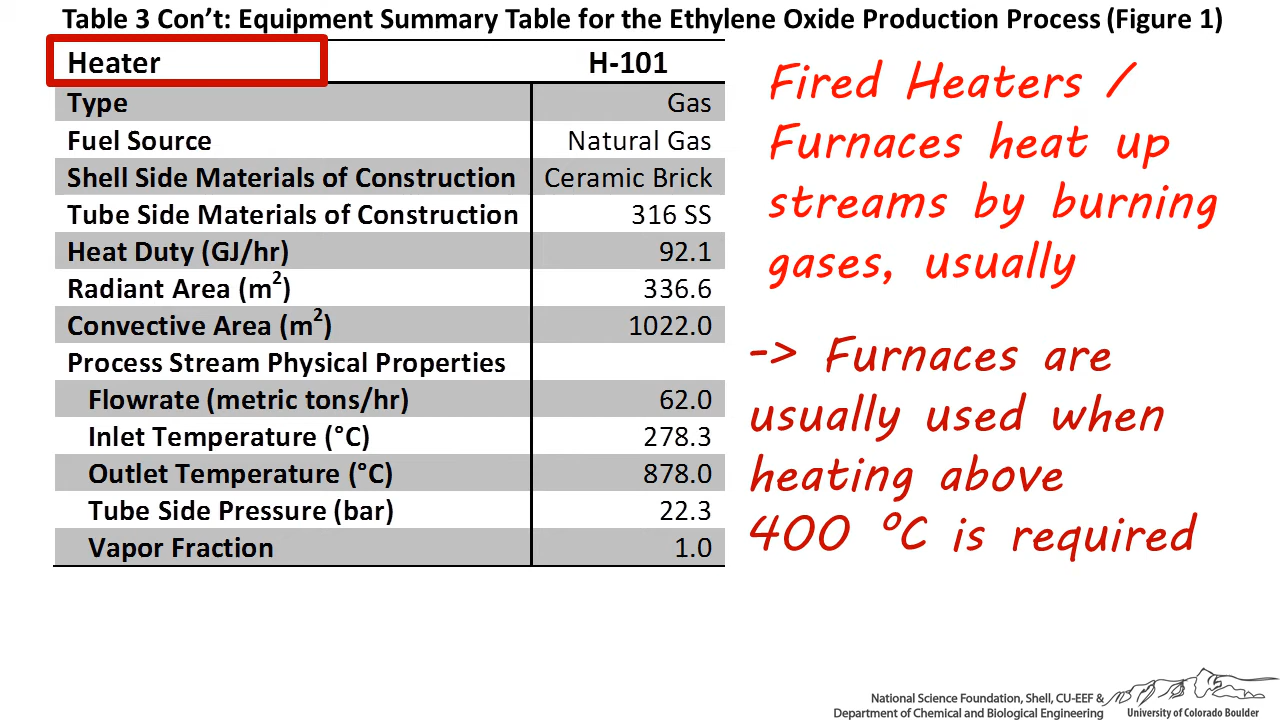 Table 3 Con’t: Equipment Summary Table for the Ethylene Oxide Production Process (Figure 1)
Heater H-101
Type Gas
Fuel Source Natural Gas
Shell Side Materials of Construction Ceramic Brick
Tube Side Materials of Construction 316 SS
Heat Duty (GJ/hr) 92.1
Radiant Area (m²) 336.6
Convective Area (m²) 1022.0
Process Stream Physical Properties
Flowrate (metric tons/hr) 62.0
Inlet Temperature (°C) 278.3
Outlet Temperature (°C) 878.0
Tube Side Pressure (bar) 22.3
Vapor Fraction 1.0
Fired Heaters /
Furnaces heat up
streams by burning
gases, usually
-> Furnaces are
usually used when
heating above
400 °C is required
National Science Foundation, Shell, CU-EEF &
Department of Chemical and Biological Engineering
University of Colorado Boulder